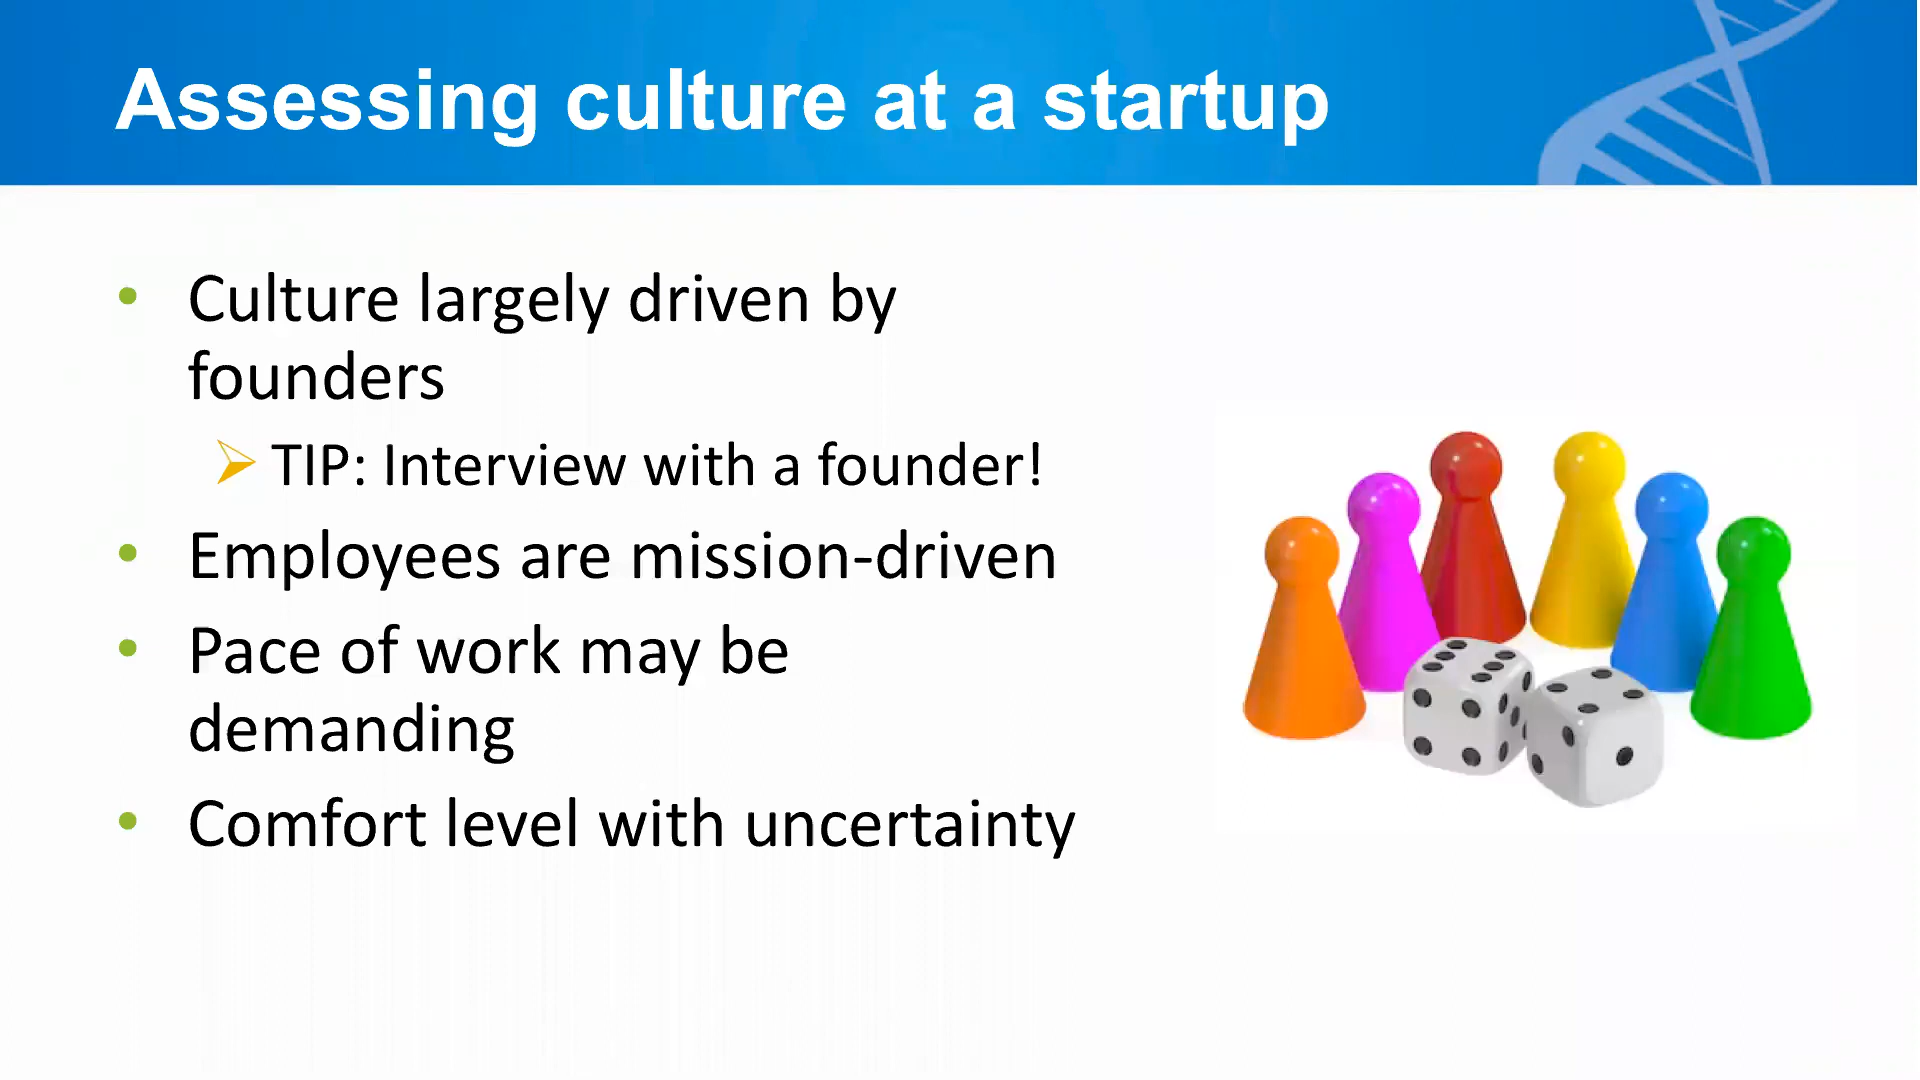 Assessing culture at a startup
• Culture largely driven by
founders
➢ TIP: Interview with a founder!
• Employees are mission-driven
• Pace of work may be
demanding
• Comfort level with uncertainty